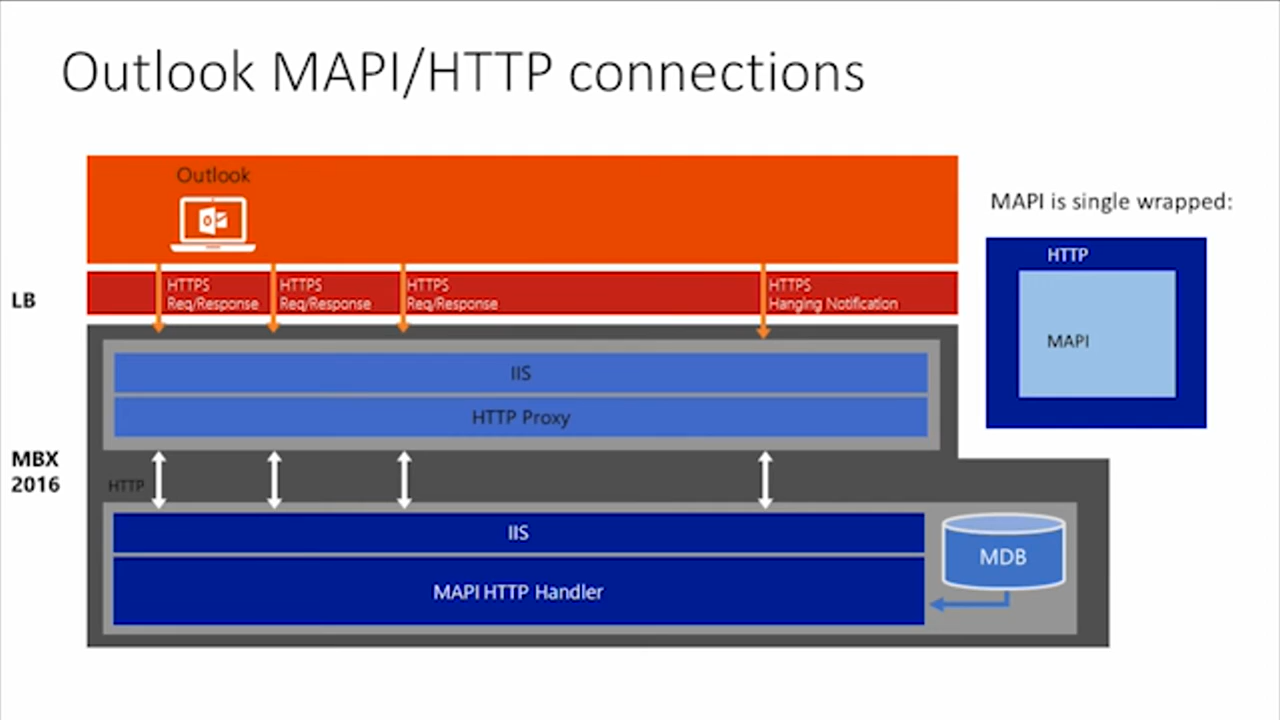 Outlook MAPI/HTTP connections
Outlook
MAPI is single wrapped:
HTTP
MAPI
LB
HTTPS
Req/Response
HTTPS
Req/Response
HTTPS
Req/Response
HTTPS
Hanging Notification
IIS
HTTP Proxy
MBX
2016
HTTP
IIS
MAPI HTTP Handler
MDB